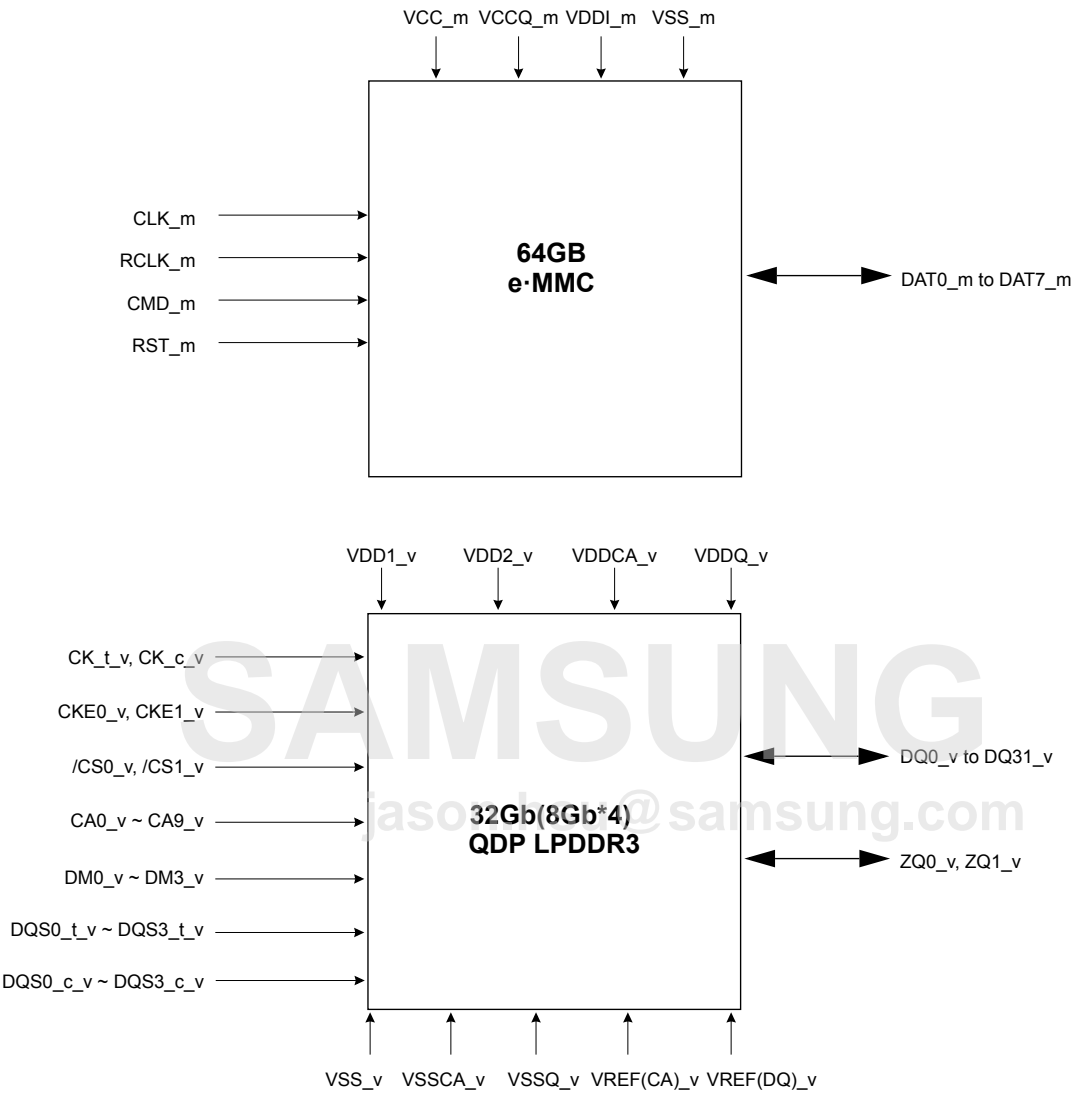 VCC_m VCCQ_m VDDI_m VSS_m
CLK_m
RCLK_m
CMD_m
RST_m
64GB
e·MMC
DAT0_m to DAT7_m
VDD1_v VDD2_v VDDCA_v VDDQ_v
SAMSUNG
CK_t_v, CK_c_v
CKE0_v, CKE1_v
/CS0_v, /CS1_v
CA0_v ~ CA9_v
DM0_v ~ DM3_v
DQS0_t_v ~ DQS3_t_v
DQS0_c_v ~ DQS3_c_v
32Gb(8Gb*4)
QDP LPDDR3
DQ0_v to DQ31_v
ZQ0_v, ZQ1_v
VSS_v VSSCA_v VSSQ_v VREF(CA)_v VREF(DQ)_v